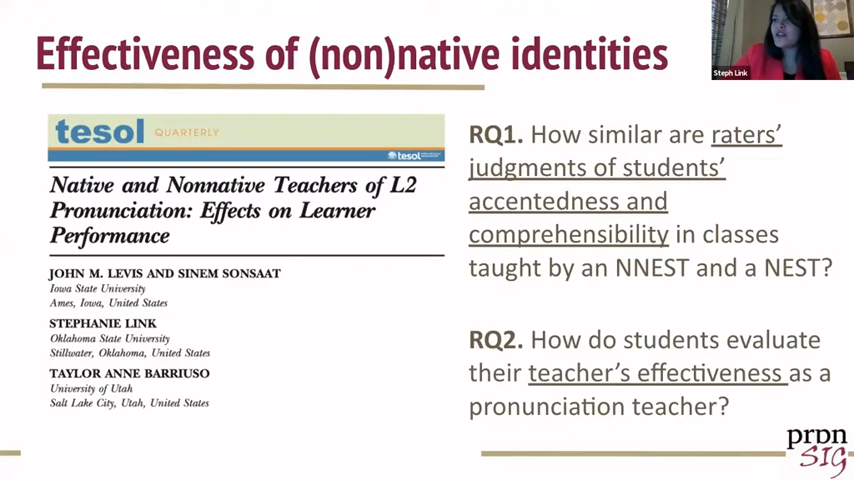 Effectiveness of (non)native identities
Steph Link
tesol QUARTERLY
tesol
Native and Nonnative Teachers of L2
Pronunciation: Effects on Learner
Performance
JOHN M. LEVIS AND SINEM SONSAAT
Iowa State University
Ames, Iowa, United States
STEPHANIE LINK
Oklahoma State University
Stillwater, Oklahoma, United States
TAYLOR ANNE BARRIUSO
University of Utah
Salt Lake City, Utah, United States
RQ1. How similar are raters’
judgments of students’
accentedness and
comprehensibility in classes
taught by an NNEST and a NEST?
RQ2. How do students evaluate
their teacher’s effectiveness as a
pronunciation teacher?
prɒn
SIG